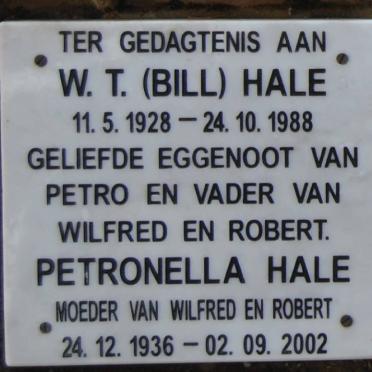 TER GEDAGTENIS AAN
W. T. (BILL) HALE
11. 5. 1928 – 24. 10. 1988
GELIEFDE EGGENOOT VAN
PETRO EN VADER VAN
WILFRED EN ROBERT.
PETRONELLA HALE
MOEDER VAN WILFRED EN ROBERT
24. 12. 1936 – 02. 09. 2002